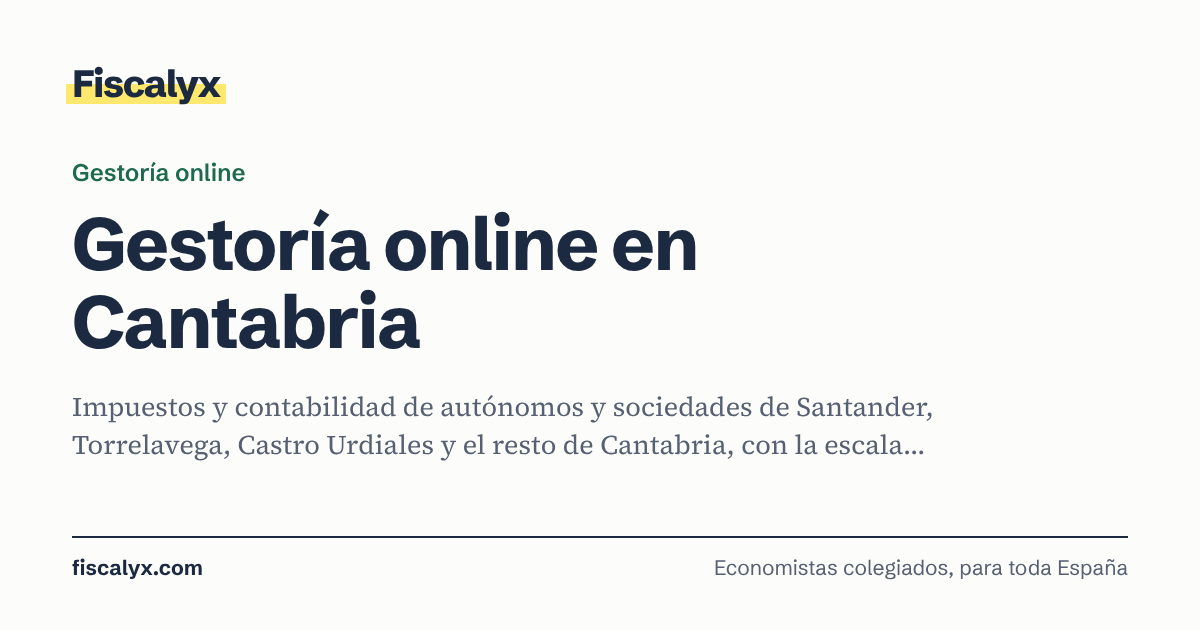 Fiscalyx
Gestoría online
Gestoría online en
Cantabria
Impuestos y contabilidad de autónomos y sociedades de Santander,
Torrelavega, Castro Urdiales y el resto de Cantabria, con la escala...
fiscalyx.com
Economistas colegiados, para toda España